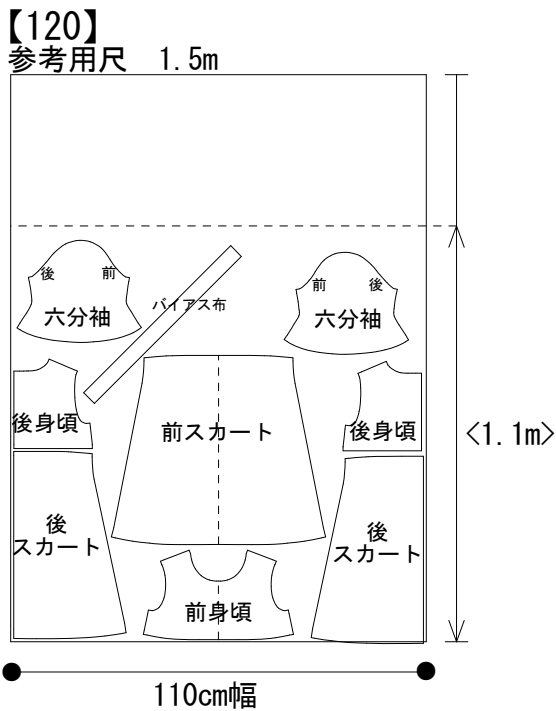 【120】
参考用尺　1.5m
後　前
六分袖
バイアス布
前　後
六分袖
後身頃
前スカート
後身頃
<1.1m>
後
スカート
後
スカート
前身頃
110cm幅